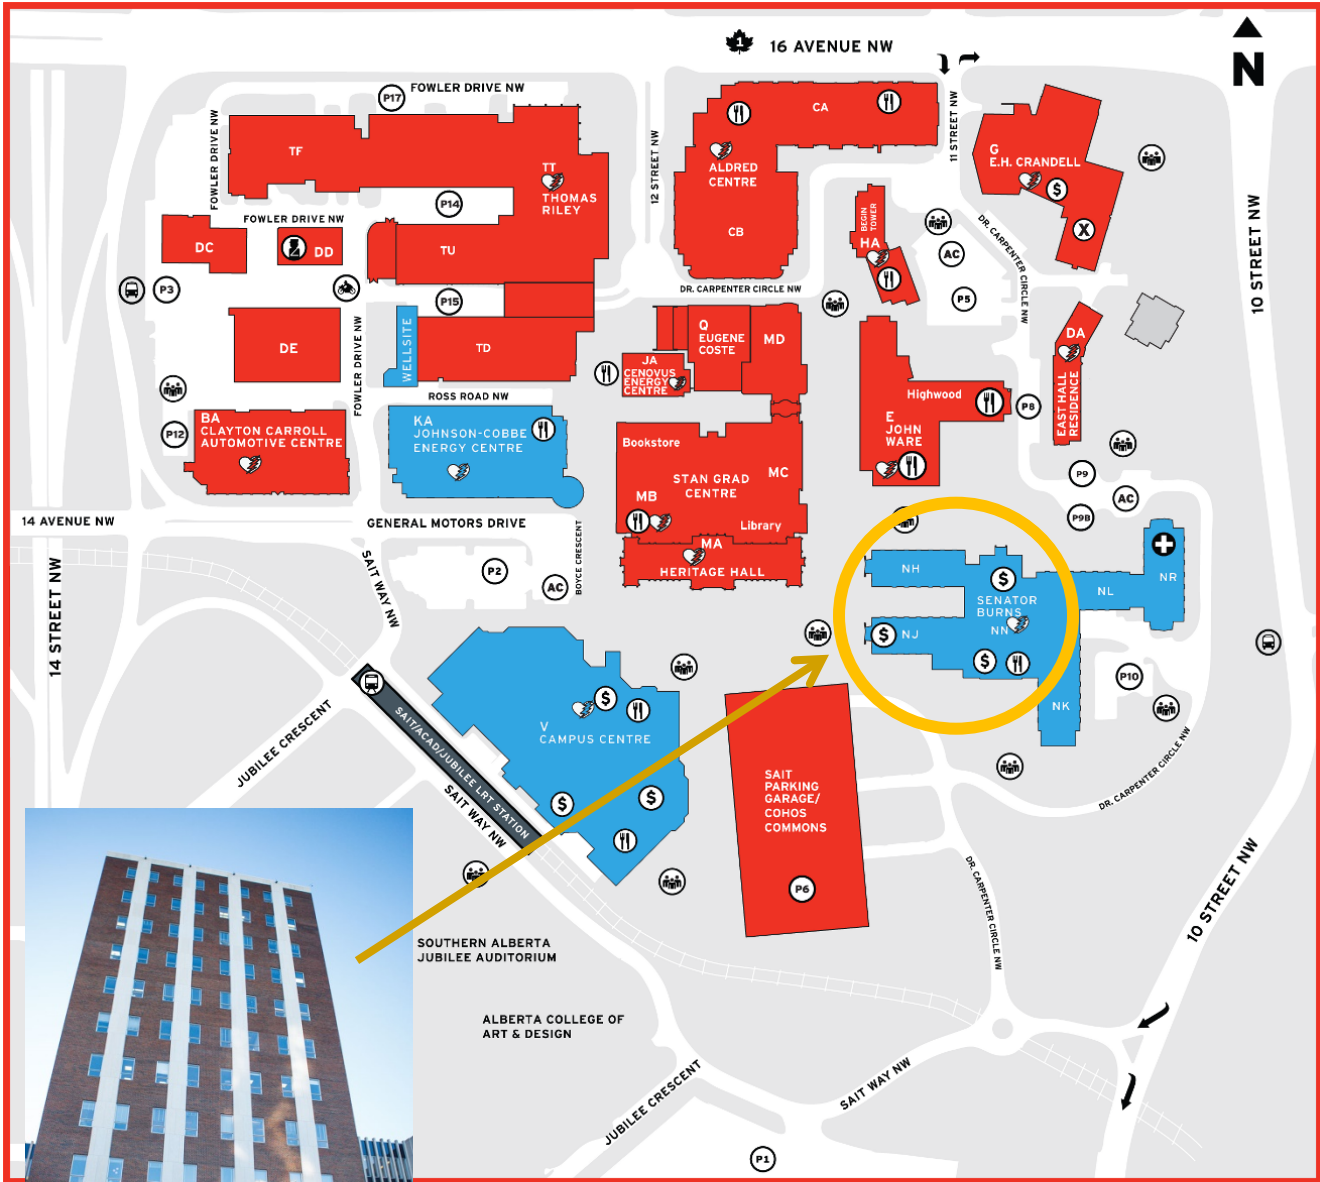 1
16 AVENUE NW
N
P17
FOWLER DRIVE NW
FOWLER DRIVE NW
TF
TT
THOMAS
RILEY
P14
FOWLER DRIVE NW
DC
DD
TU
P3
P15
DE
WELLSITE
TD
FOWLER DRIVE NW
ROSS ROAD NW
P12
BA
CLAYTON CARROLL
AUTOMOTIVE CENTRE
KA
JOHNSON-COBBE
ENERGY CENTRE
12 STREET NW
CA
ALDRED
CENTRE
CB
11 STREET NW
G
E.H. CRANDELL
$
X
BEGIN
TOWER
HA
AC
P5
DR. CARPENTER CIRCLE NW
DR. CARPENTER CIRCLE NW
10 STREET NW
Q
EUGENE
COSTE
MD
JA
CENOVUS
ENERGY
CENTRE
DA
EAST HALL
RESIDENCE
Highwood
P8
E
JOHN
WARE
Bookstore
STAN GRAD
CENTRE
MC
MB
Library
MA
HERITAGE HALL
P9
AC
P9B
14 AVENUE NW
GENERAL MOTORS DRIVE
14 STREET NW
SAIT WAY NW
P2
AC
BOYCE CRESCENT
NH
$
SENATOR
BURNS
NN
$
NJ
$
NL
NR
NK
P10
DR. CARPENTER CIRCLE NW
JUBILEE CRESCENT
SAIT/ACAD/JUBILEE LRT STATION
SAIT WAY NW
$
V
CAMPUS CENTRE
$
$
SAIT
PARKING
GARAGE/
COHOS
COMMONS
P6
DR. CARPENTER CIRCLE NW
10 STREET NW
SOUTHERN ALBERTA
JUBILEE AUDITORIUM
ALBERTA COLLEGE OF
ART & DESIGN
JUBILEE CRESCENT
SAIT WAY NW
P1